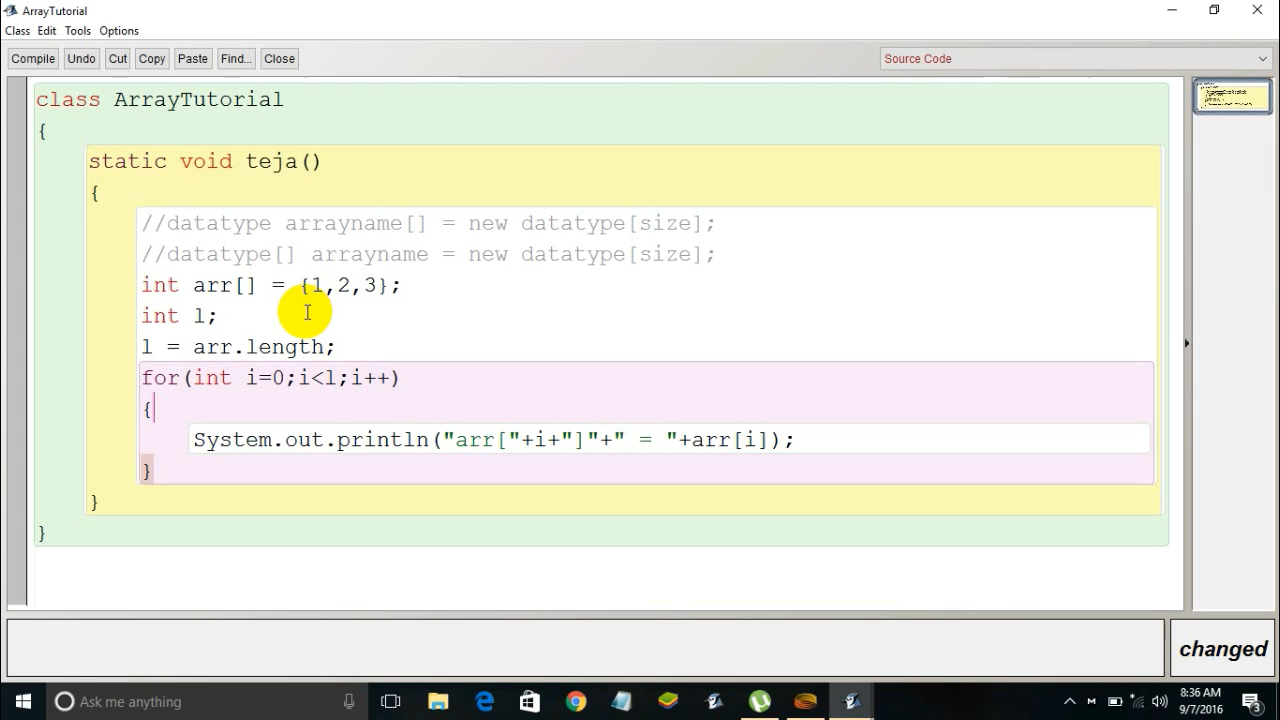 ArrayTutorial
Class Edit Tools Options
Compile Undo Cut Copy Paste Find... Close Source Code
class ArrayTutorial
{
static void teja()
{
//datatype arrayname[] = new datatype[size];
//datatype[] arrayname = new datatype[size];
int arr[] = {1,2,3};
int l;
l = arr.length;
for(int i=0;i<l;i++)
{
System.out.println("arr["+i+"]"+" = "+arr[i]);
}
}
}
changed
Ask me anything
8:36 AM
9/7/2016